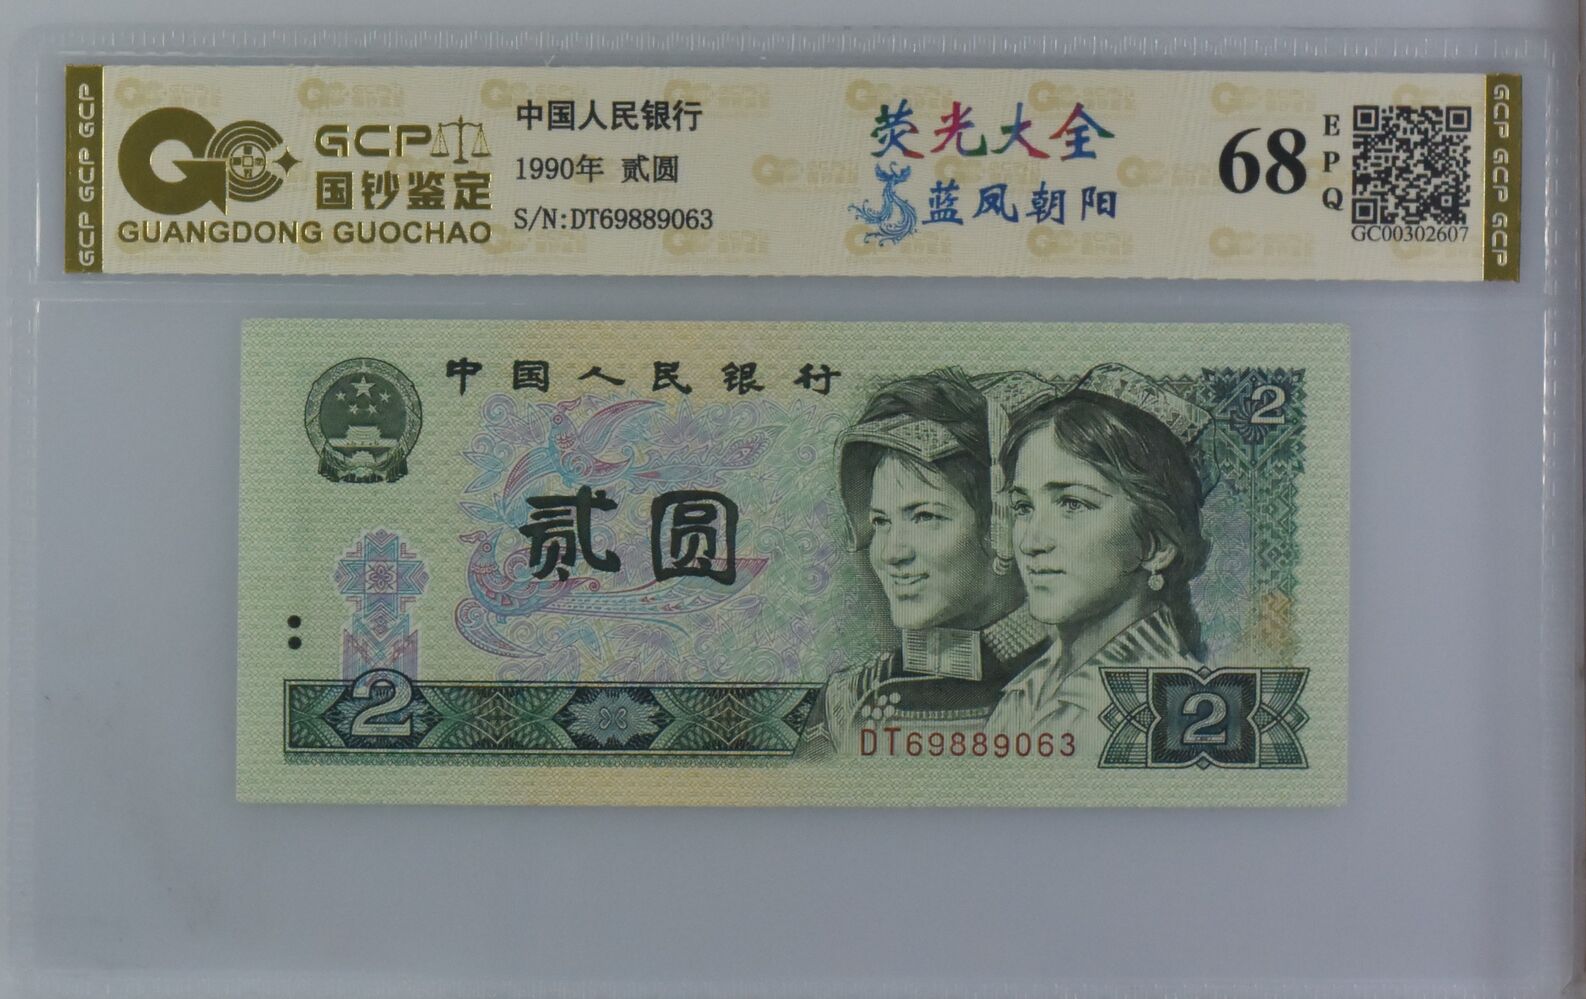 GCP GCP GCP
GCP
国钞鉴定
GUANGDONG GUOCHAO
中国人民银行
1990年 贰圆
S/N:DT69889063
荧光大全
蓝凤朝阳
68
E
P
Q
GC00302607
GCP GCP GCP
中国人民银行
2
贰圆
2
DT69889063
2